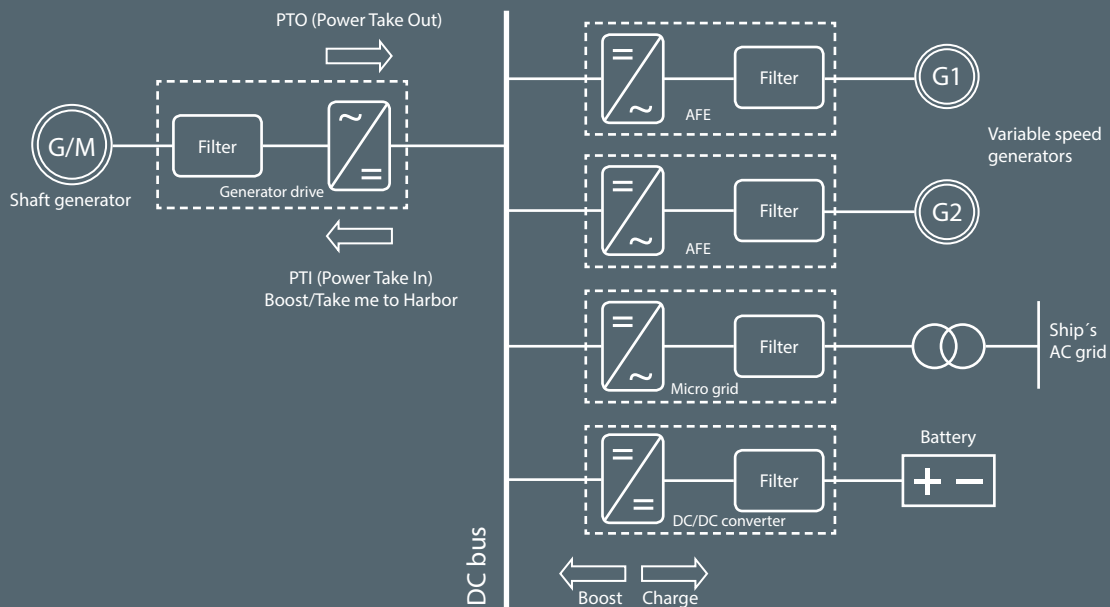 PTO (Power Take Out)
G/M
Shaft generator
Filter
Generator drive
PTI (Power Take In)
Boost/Take me to Harbor
DC bus
AFE
Filter
G1
Variable speed
generators
AFE
Filter
G2
Micro grid
Filter
Ship´s
AC grid
DC/DC converter
Filter
Battery
Boost
Charge